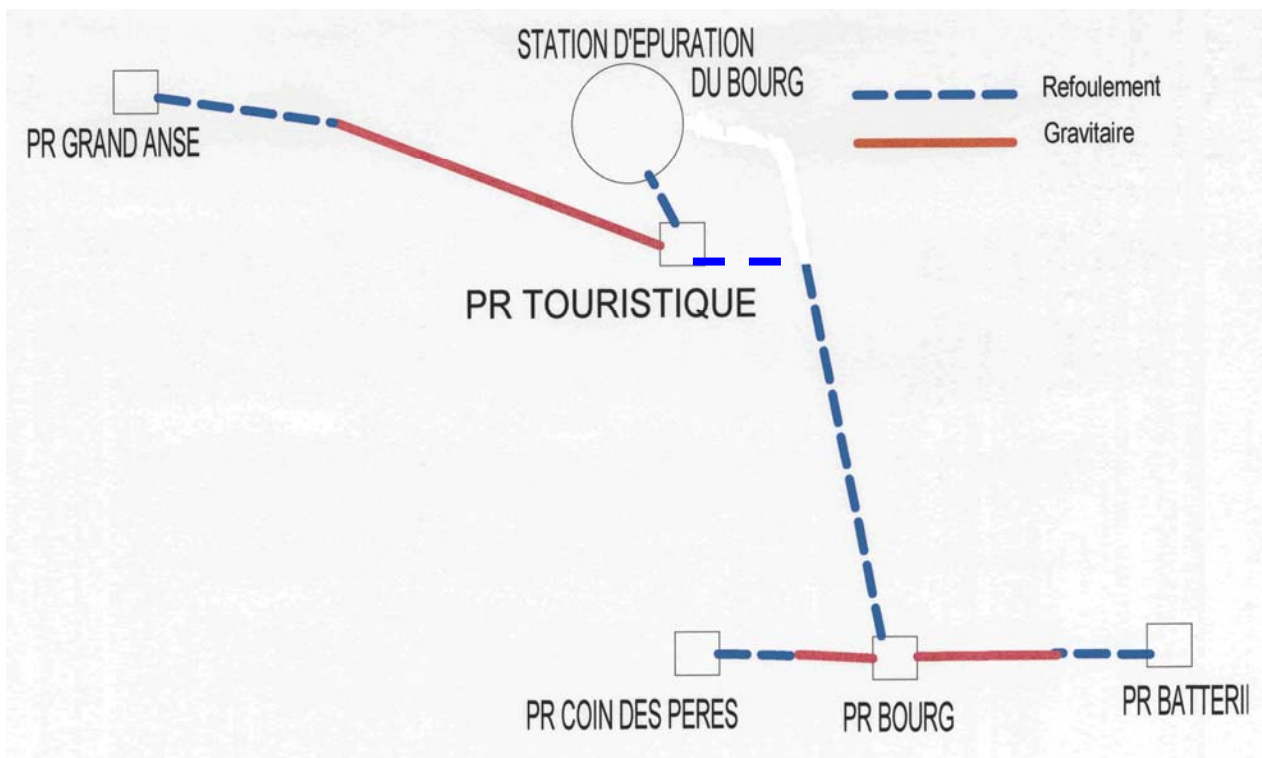 STATION D'EPURATION
DU BOURG
Refoulement
Gravitaire
PR GRAND ANSE
PR TOURISTIQUE
PR COIN DES PERES
PR BOURG
PR BATTERII